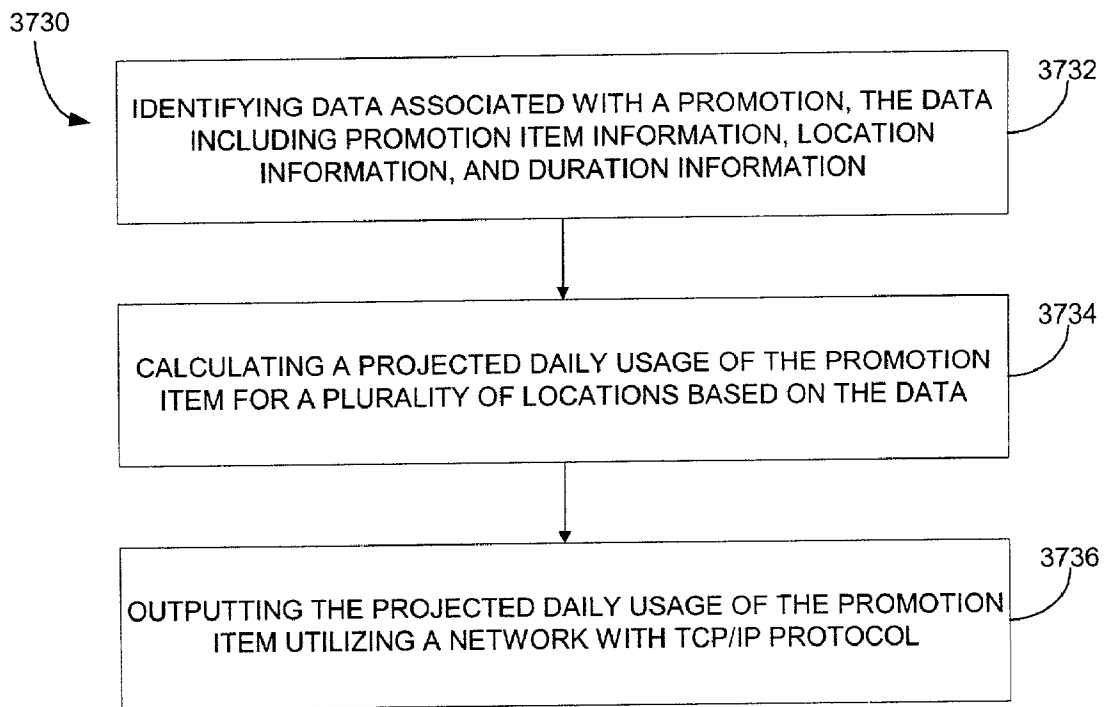 3730
3732
IDENTIFYING DATA ASSOCIATED WITH A PROMOTION, THE DATA
INCLUDING PROMOTION ITEM INFORMATION, LOCATION
INFORMATION, AND DURATION INFORMATION
3734
CALCULATING A PROJECTED DAILY USAGE OF THE PROMOTION
ITEM FOR A PLURALITY OF LOCATIONS BASED ON THE DATA
3736
OUTPUTTING THE PROJECTED DAILY USAGE OF THE PROMOTION
ITEM UTILIZING A NETWORK WITH TCP/IP PROTOCOL